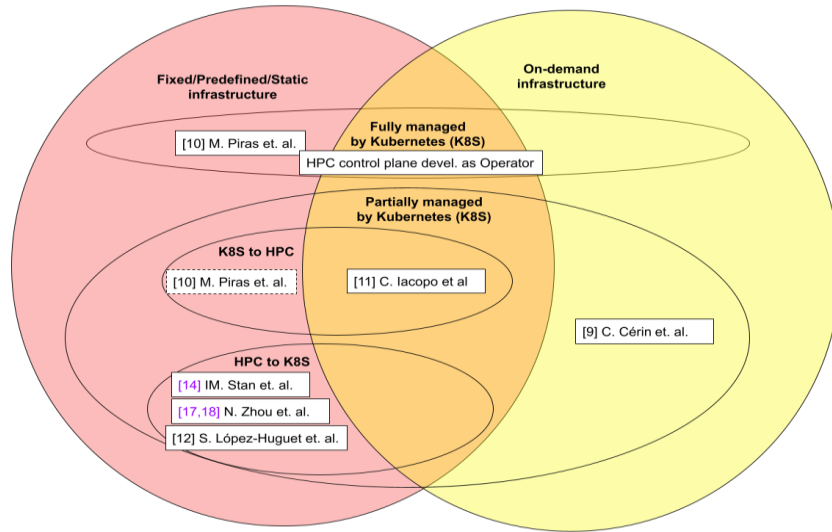 Fixed/Predefined/Static
infrastructure
On-demand
infrastructure
Fully managed
by Kubernetes (K8S)
[10] M. Piras et. al.
HPC control plane devel. as Operator
Partially managed
by Kubernetes (K8S)
K8S to HPC
[10] M. Piras et. al.
[11] C. Iacopo et al
[9] C. Cérin et. al.
HPC to K8S
[14] IM. Stan et. al.
[17,18] N. Zhou et. al.
[12] S. López-Huguet et. al.